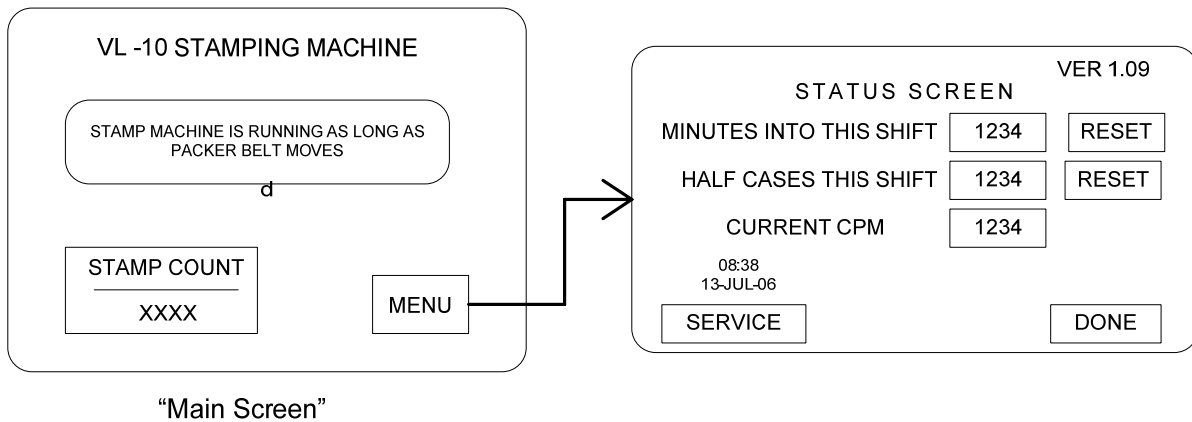 VL -10 STAMPING MACHINE
STAMP MACHINE IS RUNNING AS LONG AS
PACKER BELT MOVES
d
STAMP COUNT
XXXX
MENU
"Main Screen"
VER 1.09
STATUS SCREEN
MINUTES INTO THIS SHIFT 1234 RESET
HALF CASES THIS SHIFT 1234 RESET
CURRENT CPM 1234
08:38
13-JUL-06
SERVICE DONE